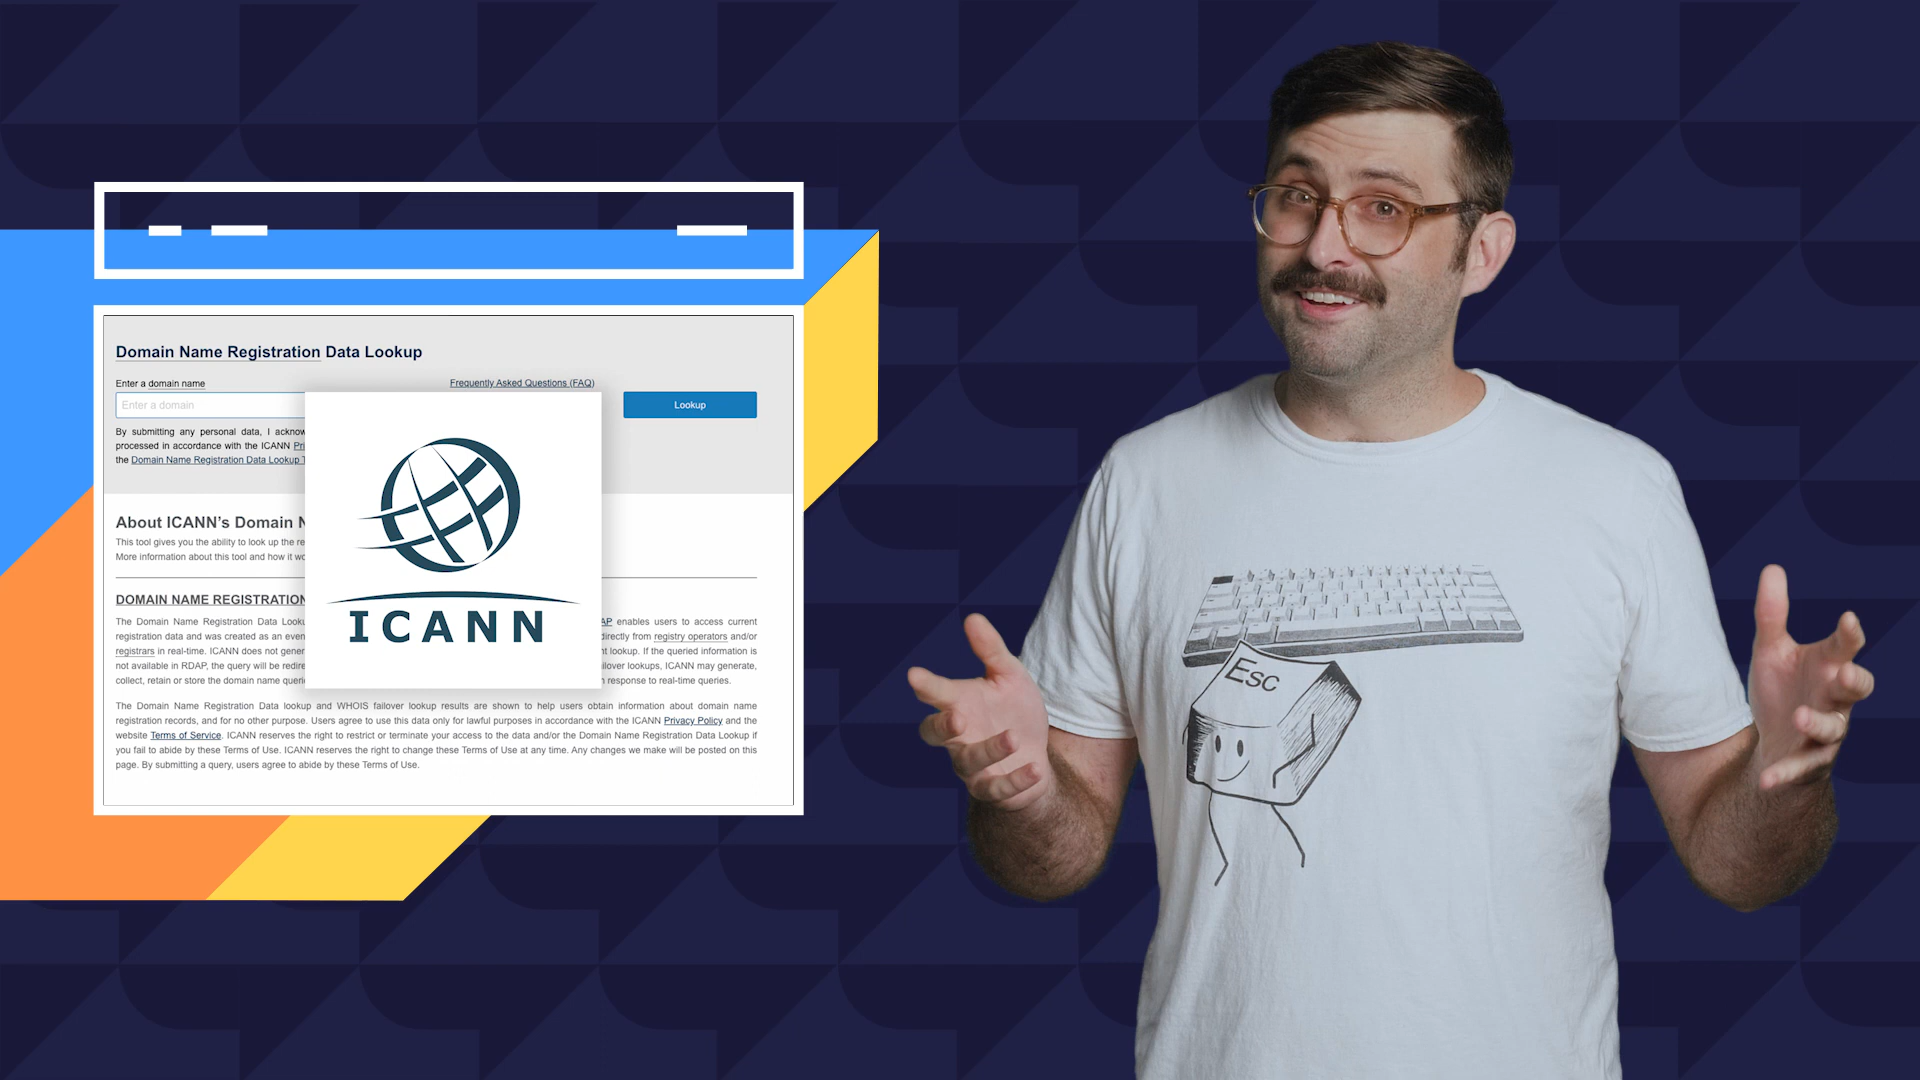 Domain Name Registration Data Lookup
Enter a domain name
Frequently Asked Questions (FAQ)
Enter a domain
Lookup
By submitting any personal data, I
processed in accordance with the ICANN
the Domain Name Registration Data Lookup
About ICANN's Domain
This tool gives you the ability to look up the
More information about this tool and how it
DOMAIN NAME REGISTRATION
The Domain Name Registration Data
enables users to access current
registration data and was created as an
directly from registry operators and/or
registrars in real-time. ICANN does not
lookup. If the queried information is
not available in RDAP, the query will be
lookups, ICANN may generate,
collect, retain or store the domain name
response to real-time queries.
The Domain Name Registration Data lookup and WHOIS failover lookup results are shown to help users obtain information about domain name
registration records, and for no other purpose. Users agree to use this data only for lawful purposes in accordance with the ICANN Privacy Policy and the
website Terms of Service. ICANN reserves the right to restrict or terminate your access to the data and/or the Domain Name Registration Data Lookup if
you fail to abide by these Terms of Use. ICANN reserves the right to change these Terms of Use at any time. Any changes we make will be posted on this
page. By submitting a query, users agree to abide by these Terms of Use.
ICANN
Esc